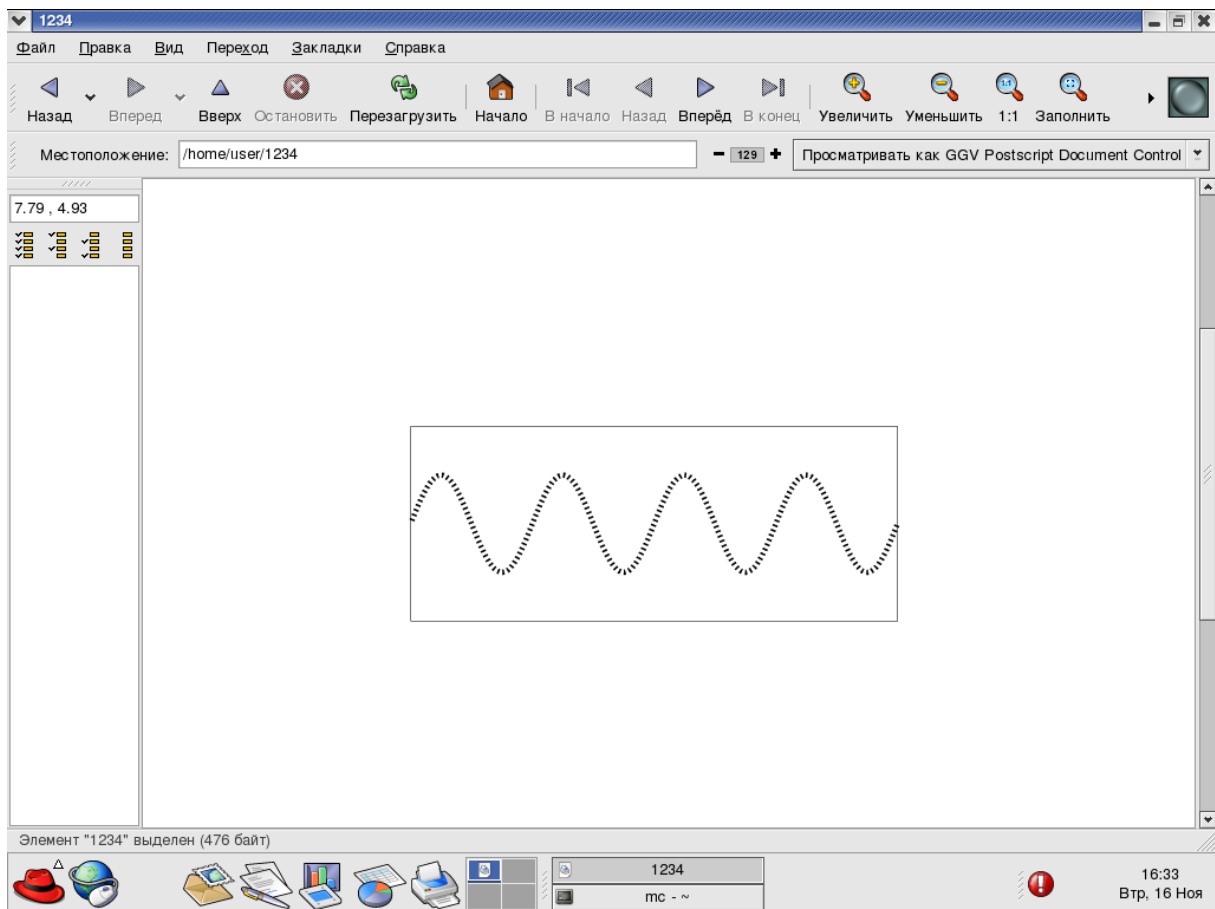 1234
Файл Правка Вид Переход Закладки Справка
Назад Вперед Вверх Остановить Перезагрузить Начало В начало Назад Вперёд В конец Увеличить Уменьшить 1:1 Заполнить
Местоположение: /home/user/1234 129 Просматривать как GGV Postscript Document Control
7.79 , 4.93
Элемент "1234" выделен (476 байт)
1234
mc - ~
16:33
Втр, 16 Ноя